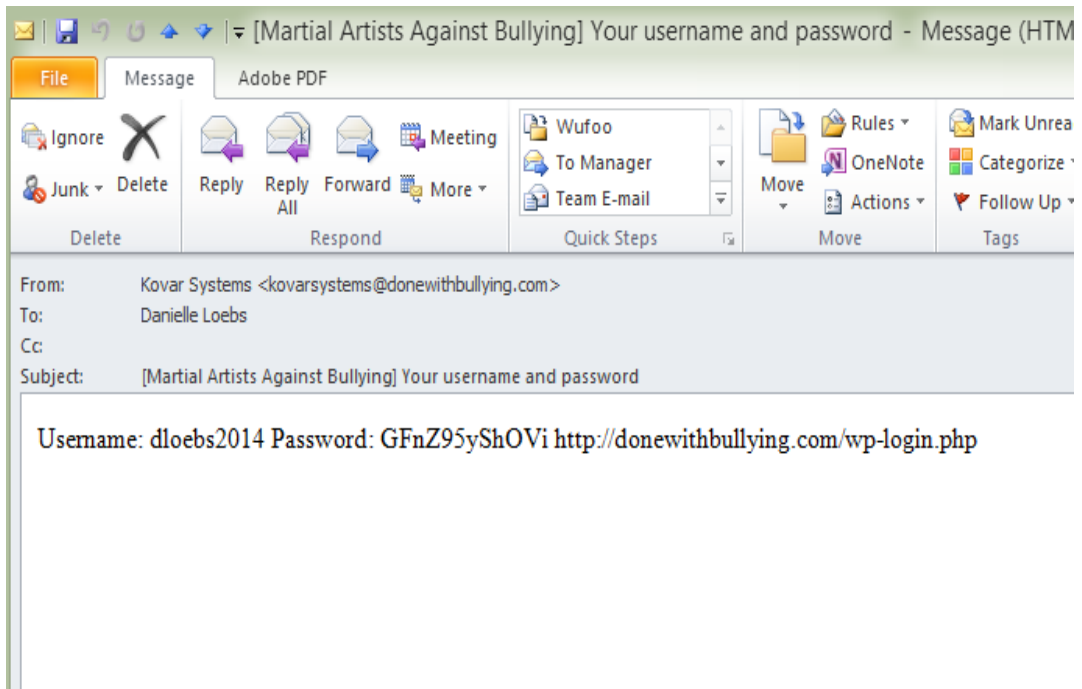 [Martial Artists Against Bullying] Your username and password - Message (HTM
File Message Adobe PDF
Ignore
Junk
Delete
Reply
Reply All
Forward
Meeting
More
Wufoo
To Manager
Team E-mail
Move
Rules
OneNote
Actions
Mark Unrea
Categorize
Follow Up
Delete Respond Quick Steps Move Tags
From: Kovar Systems <kovarsystems@donewithbullying.com>
To: Danielle Loebs
Cc:
Subject: [Martial Artists Against Bullying] Your username and password
Username: dloebs2014 Password: GFnZ95yShOVi http://donewithbullying.com/wp-login.php